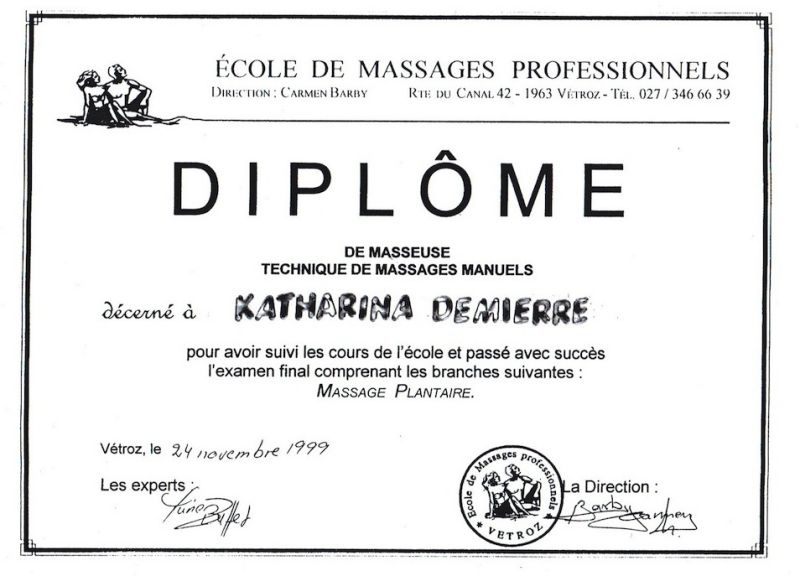 ÉCOLE DE MASSAGES PROFESSIONNELS
DIRECTION : CARMEN BARBY RTE DU CANAL 42 - 1963 VÉTROZ - TÉL. 027 / 346 66 39
DIPLÔME
DE MASSEUSE
TECHNIQUE DE MASSAGES MANUELS
décerné à KATHARINA DEMIERRE
pour avoir suivi les cours de l'école et passé avec succès
l'examen final comprenant les branches suivantes :
MASSAGE PLANTAIRE.
Vétroz, le 24 novembre 1999
Les experts :
La Direction :
Barby
Ecole de Massages professionnels
* VETROZ *